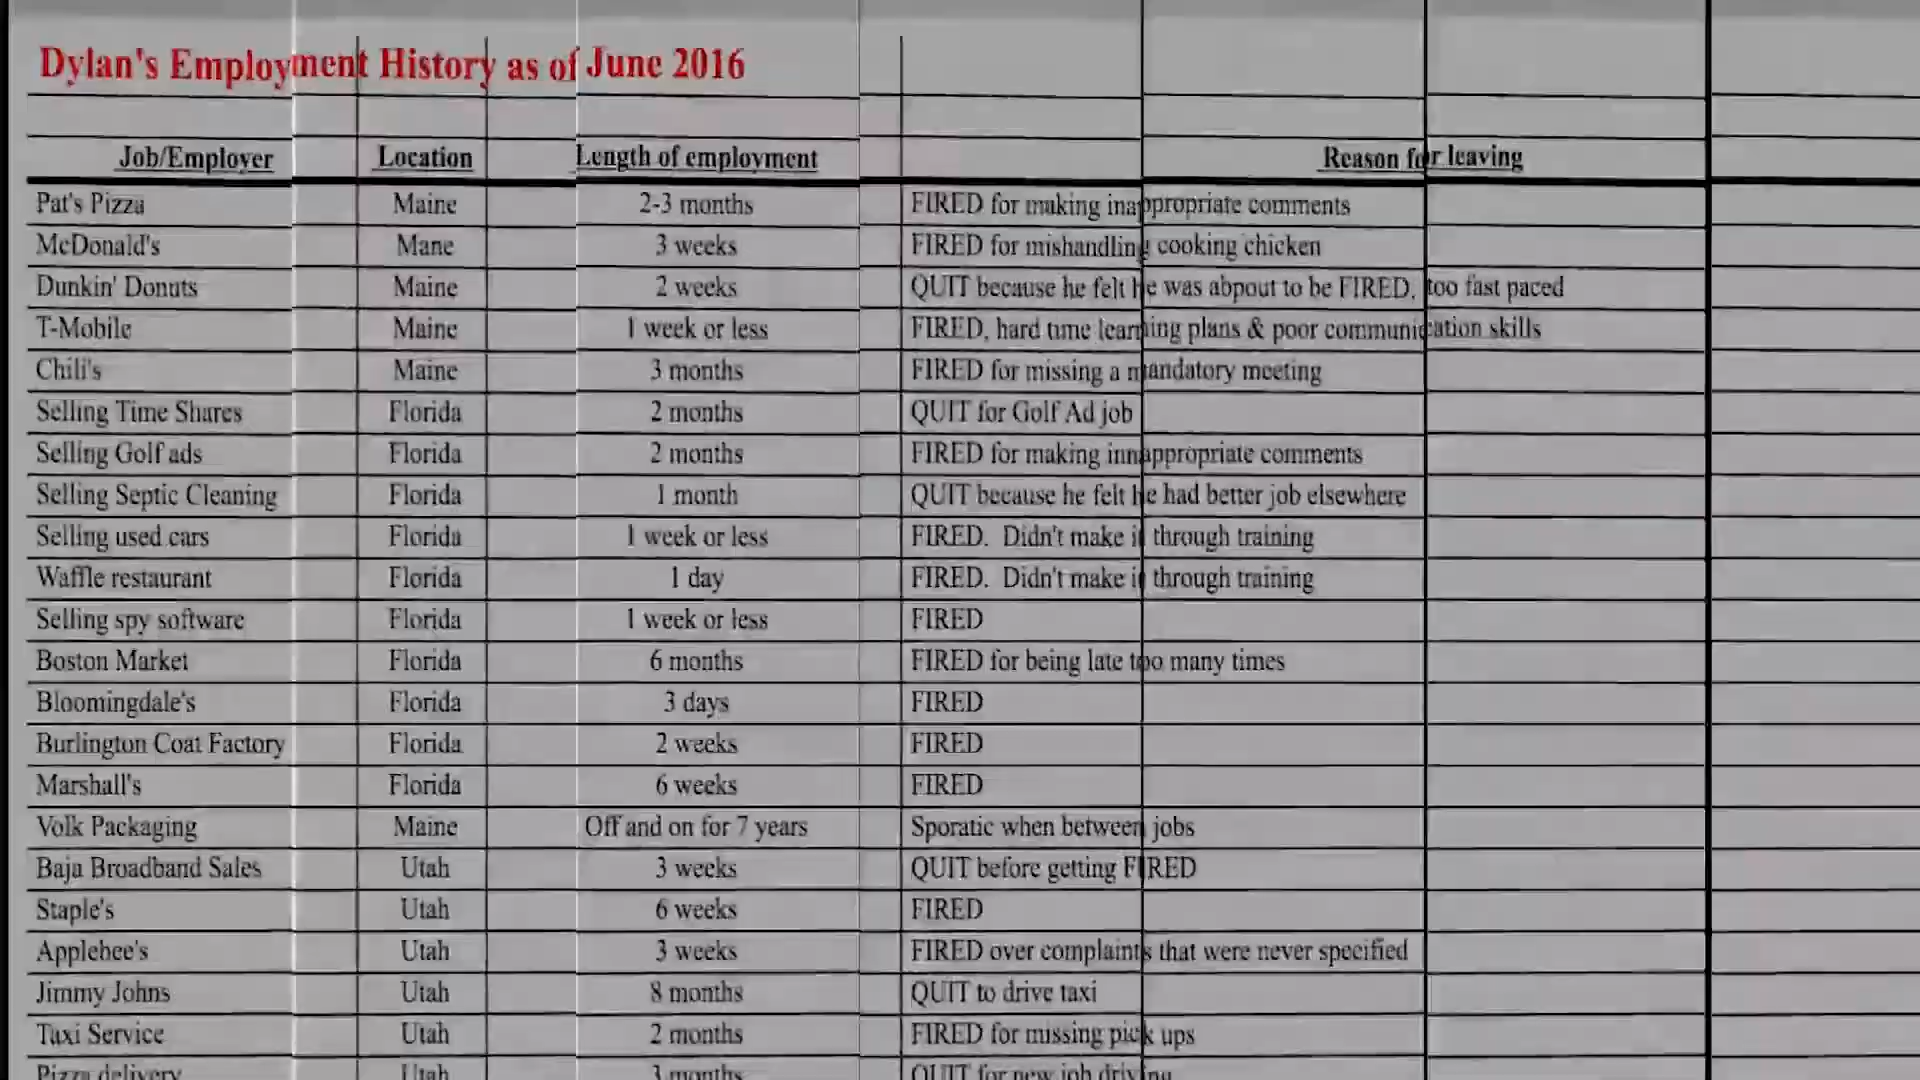 Dylan's Employment History as of June 2016
Job/Employer Location Length of employment Reason for leaving
Pat's Pizza Maine 2-3 months FIRED for making inappropriate comments
McDonald's Mane 3 weeks FIRED for mishandling cooking chicken
Dunkin' Donuts Maine 2 weeks QUIT because he felt he was abpout to be FIRED, too fast paced
T-Mobile Maine 1 week or less FIRED, hard time learning plans & poor communication skills
Chili's Maine 3 months FIRED for missing a mandatory meeting
Selling Time Shares Florida 2 months QUIT for Golf Ad job
Selling Golf ads Florida 2 months FIRED for making innappropriate comments
Selling Septic Cleaning Florida 1 month QUIT because he felt he had better job elsewhere
Selling used cars Florida 1 week or less FIRED. Didn't make it through training
Waffle restaurant Florida 1 day FIRED. Didn't make it through training
Selling spy software Florida 1 week or less FIRED
Boston Market Florida 6 months FIRED for being late too many times
Bloomingdale's Florida 3 days FIRED
Burlington Coat Factory Florida 2 weeks FIRED
Marshall's Florida 6 weeks FIRED
Volk Packaging Maine Off and on for 7 years Sporatic when between jobs
Baja Broadband Sales Utah 3 weeks QUIT before getting FIRED
Staple's Utah 6 weeks FIRED
Applebee's Utah 3 weeks FIRED over complaints that were never specified
Jimmy Johns Utah 8 months QUIT to drive taxi
Taxi Service Utah 2 months FIRED for missing pick ups
Pizza delivery Utah 3 months QUIT for new job driving